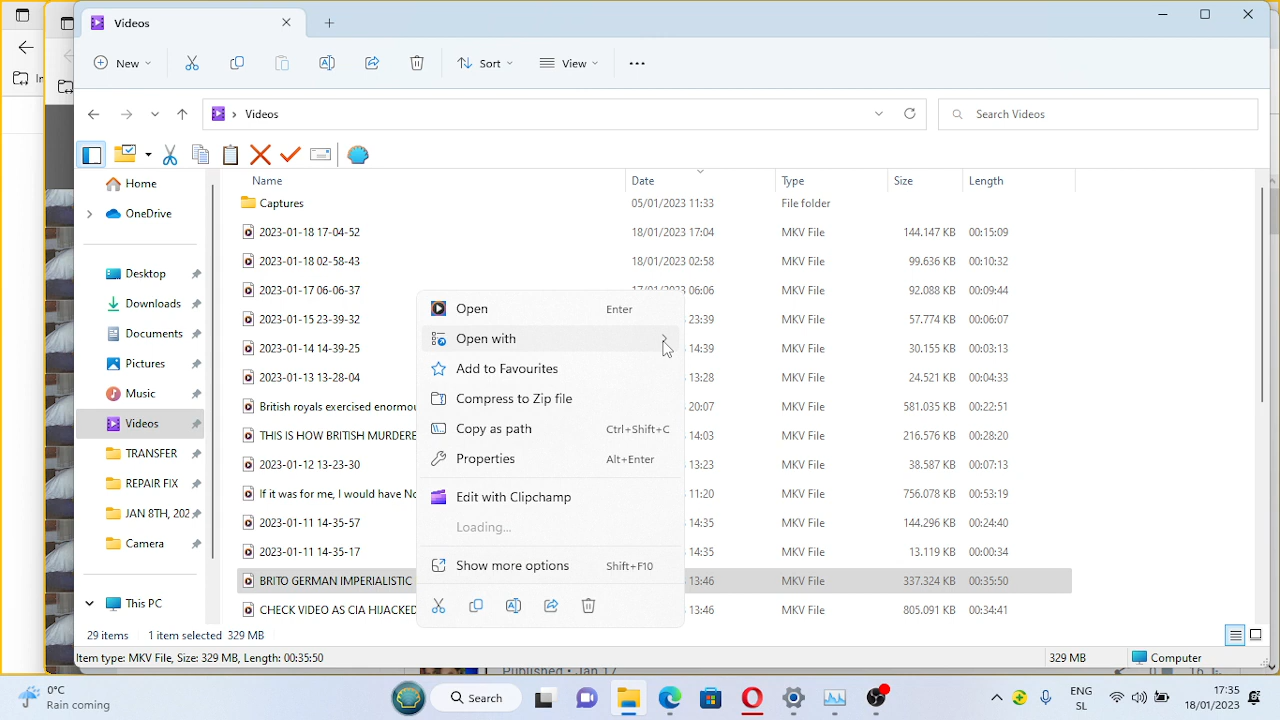 Videos
New
Sort
View
Videos
Search Videos
Name Date Type Size Length
Home
OneDrive
Desktop
Downloads
Documents
Pictures
Music
Videos
TRANSFER
REPAIR FIX
JAN 8TH, 202
Camera
This PC
Captures 05/01/2023 11:33 File folder
2023-01-18 17-04-52 18/01/2023 17:04 MKV File 144.147 KB 00:15:09
2023-01-18 02-58-43 18/01/2023 02:58 MKV File 99.636 KB 00:10:32
2023-01-17 06-06-37 17/01/2023 06:06 MKV File 92.088 KB 00:09:44
2023-01-15 23-39-32 23:39 MKV File 57.774 KB 00:06:07
2023-01-14 14-39-25 14:39 MKV File 30.155 KB 00:03:13
2023-01-13 13-28-04 13:28 MKV File 24.521 KB 00:04:33
British royals exercised enormou 20:07 MKV File 581.035 KB 00:22:51
THIS IS HOW BRITISH MURDERE 14:03 MKV File 216.576 KB 00:28:20
2023-01-12 13-23-30 13:23 MKV File 38.587 KB 00:07:13
If it was for me, I would have No 11:20 MKV File 756.078 KB 00:53:19
2023-01-11 14-35-57 14:35 MKV File 144.296 KB 00:24:40
2023-01-11 14-35-17 14:35 MKV File 13.119 KB 00:00:34
BRITO GERMAN IMPERIALISTIC 13:46 MKV File 337.324 KB 00:35:50
CHECK VIDEO AS CIA HIJACKED 13:46 MKV File 805.091 KB 00:34:41
Open Enter
Open with
Add to Favourites
Compress to Zip file
Copy as path Ctrl+Shift+C
Properties Alt+Enter
Edit with Clipchamp
Loading...
Show more options Shift+F10
29 items 1 item selected 329 MB
Item type: MKV File, Size: 329 MB, Length: 00:35:50 329 MB Computer
0°C
Rain coming
Search
ENG
SL
17:35
18/01/2023